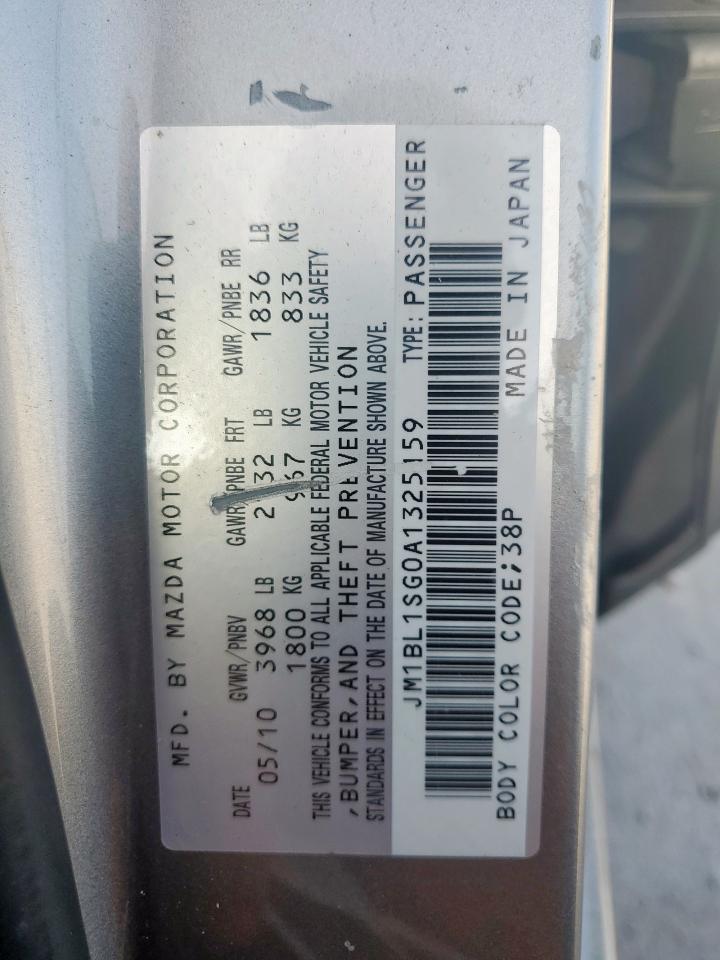 MFD. BY MAZDA MOTOR CORPORATION
DATE GVWR/PNBV GAWR/PNBE FRT GAWR/PNBE RR
05/10 3968 LB 2132 LB 1836 LB
1800 KG 967 KG 833 KG
THIS VEHICLE CONFORMS TO ALL APPLICABLE FEDERAL MOTOR VEHICLE SAFETY
,BUMPER,AND THEFT PREVENTION
STANDARDS IN EFFECT ON THE DATE OF MANUFACTURE SHOWN ABOVE.
JM1BL1SG0A1325159 TYPE:PASSENGER
BODY COLOR CODE;38P MADE IN JAPAN